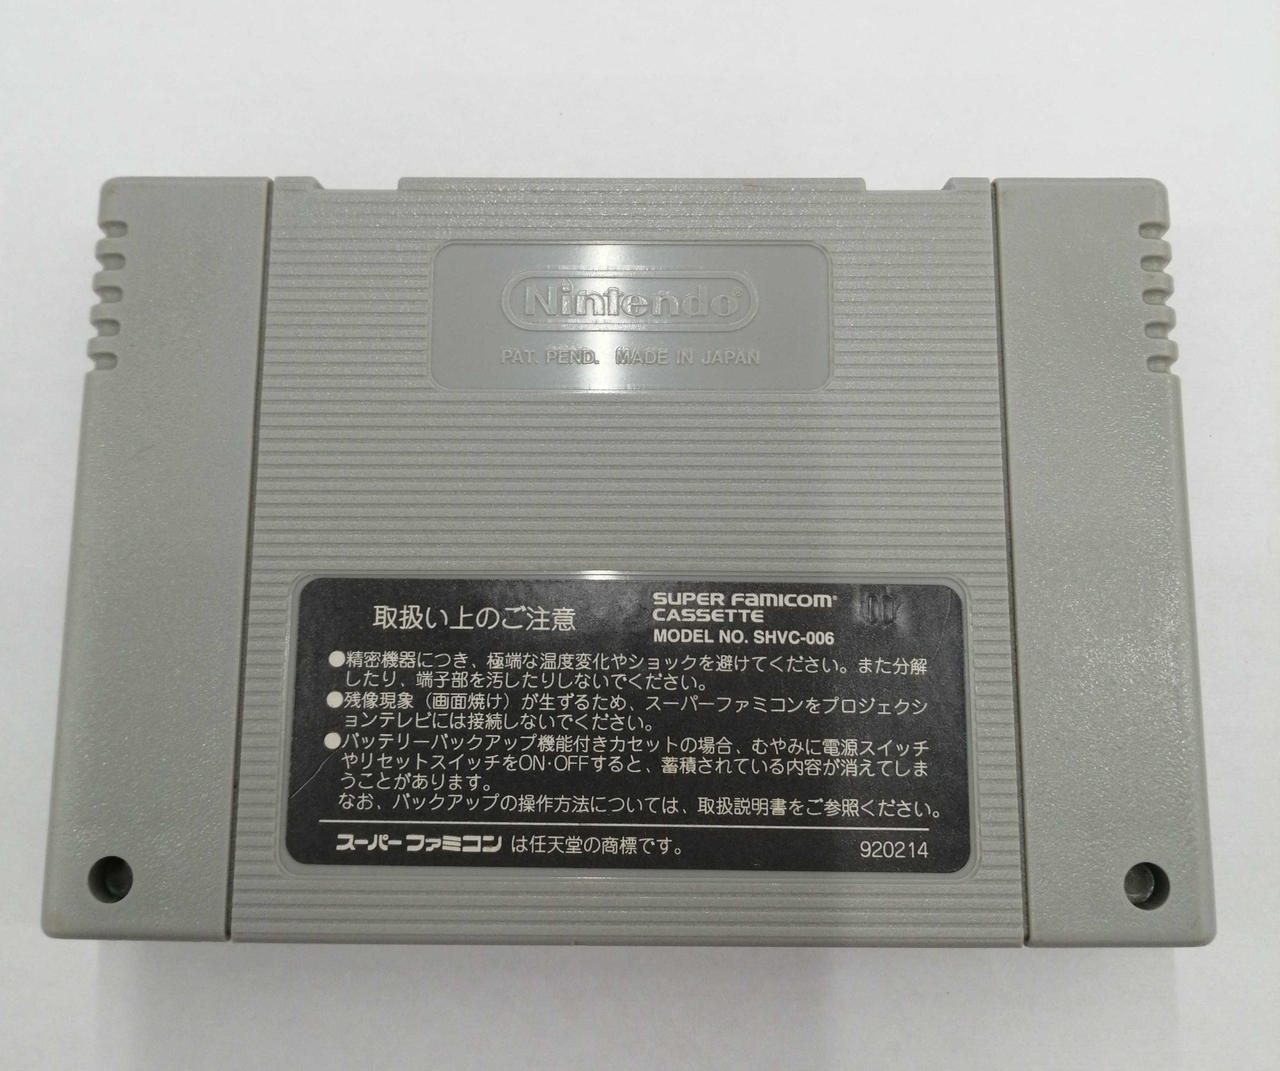 Nintendo®
PAT. PEND. MADE IN JAPAN
取扱い上のご注意
SUPER FAMICOM®
CASSETTE
MODEL NO. SHVC-006
00
●精密機器につき、極端な温度変化やショックを避けてください。また分解
したり、端子部を汚したりしないでください。
●残像現象（画面焼け）が生ずるため、スーパーファミコンをプロジェクシ
ョンテレビには接続しないでください。
●バッテリーバックアップ機能付きカセットの場合、むやみに電源スイッチ
やリセットスイッチをON·OFFすると、蓄積されている内容が消えてしま
うことがあります。
なお、バックアップの操作方法については、取扱説明書をご参照ください。
スーパーファミコン は任天堂の商標です。
920214